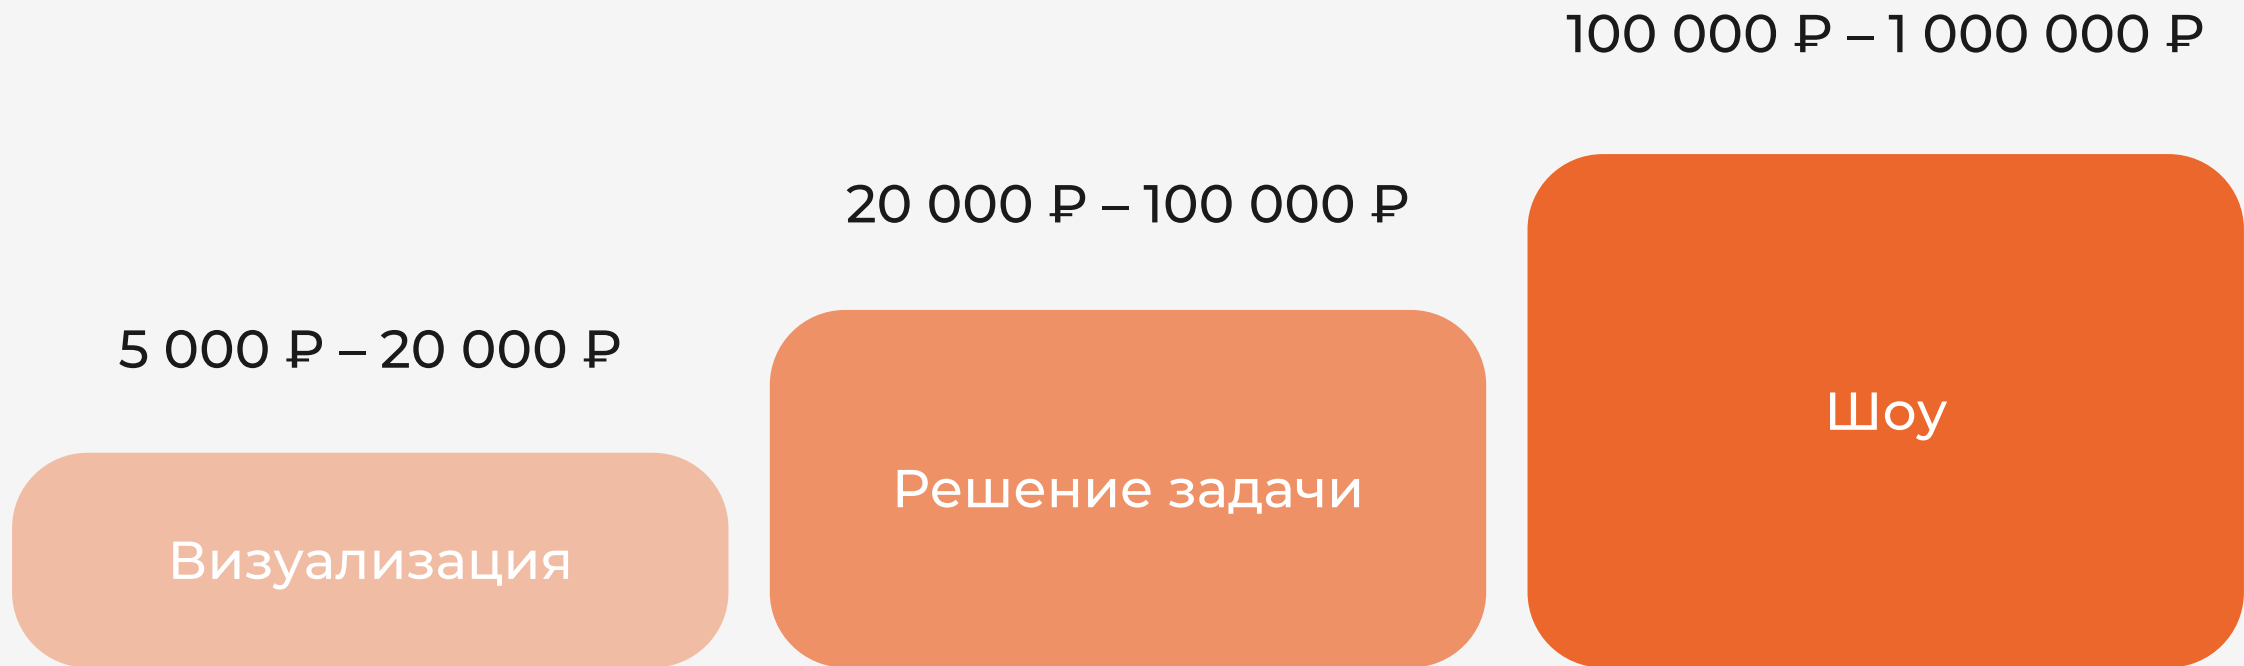 5 000 ₽ – 20 000 ₽
Визуализация
20 000 ₽ – 100 000 ₽
Решение задачи
100 000 ₽ – 1 000 000 ₽
Шоу